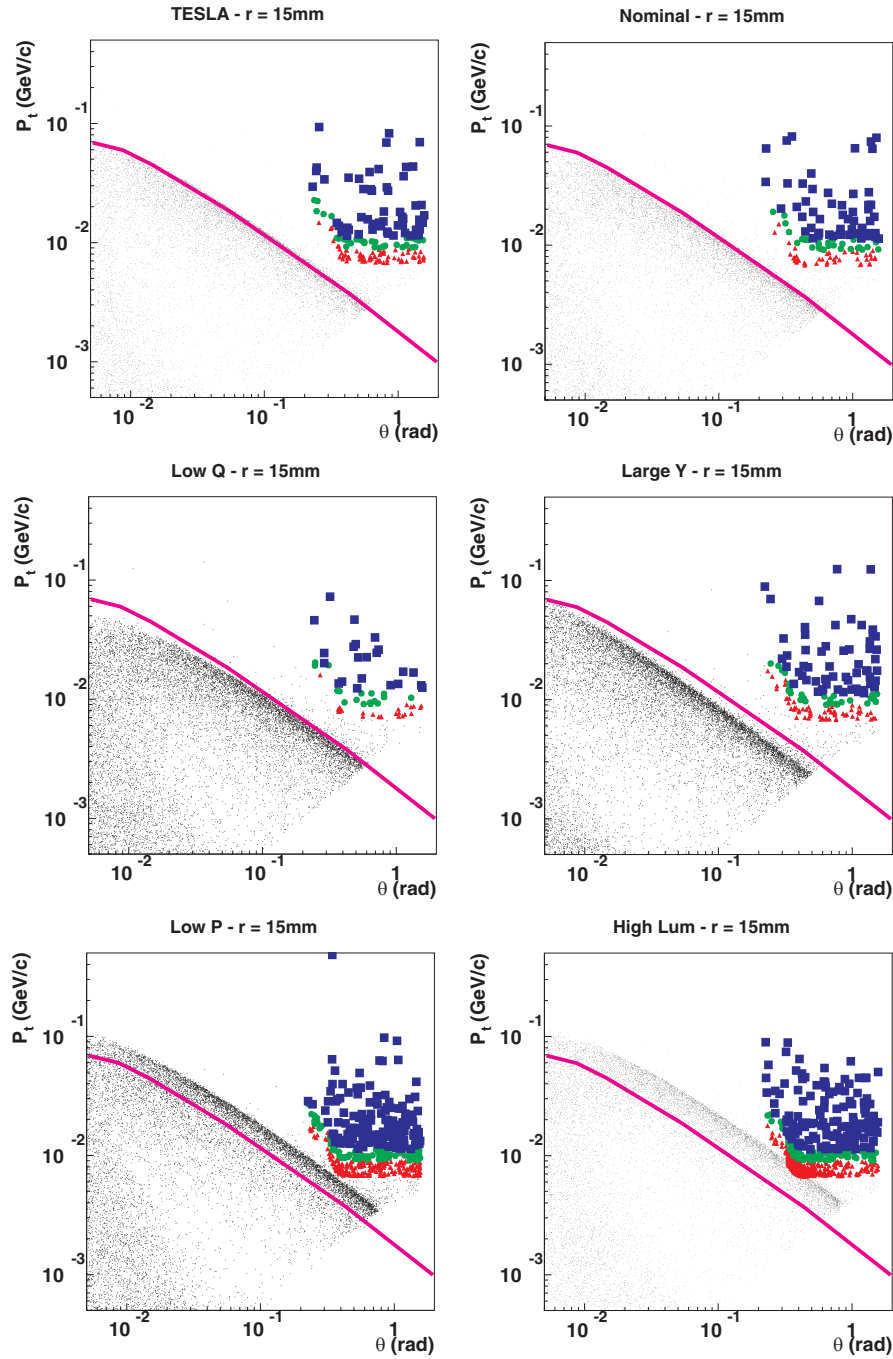 TESLA - r = 15mm
Nominal - r = 15mm
P_t (GeV/c)
10^-1
10^-2
10^-3
10^-2
10^-1
1
θ (rad)
P_t (GeV/c)
10^-1
10^-2
10^-3
10^-2
10^-1
1
θ (rad)
Low Q - r = 15mm
Large Y - r = 15mm
P_t (GeV/c)
10^-1
10^-2
10^-3
10^-2
10^-1
1
θ (rad)
P_t (GeV/c)
10^-1
10^-2
10^-3
10^-2
10^-1
1
θ (rad)
Low P - r = 15mm
High Lum - r = 15mm
P_t (GeV/c)
10^-1
10^-2
10^-3
10^-2
10^-1
1
θ (rad)
P_t (GeV/c)
10^-1
10^-2
10^-3
10^-2
10^-1
1
θ (rad)